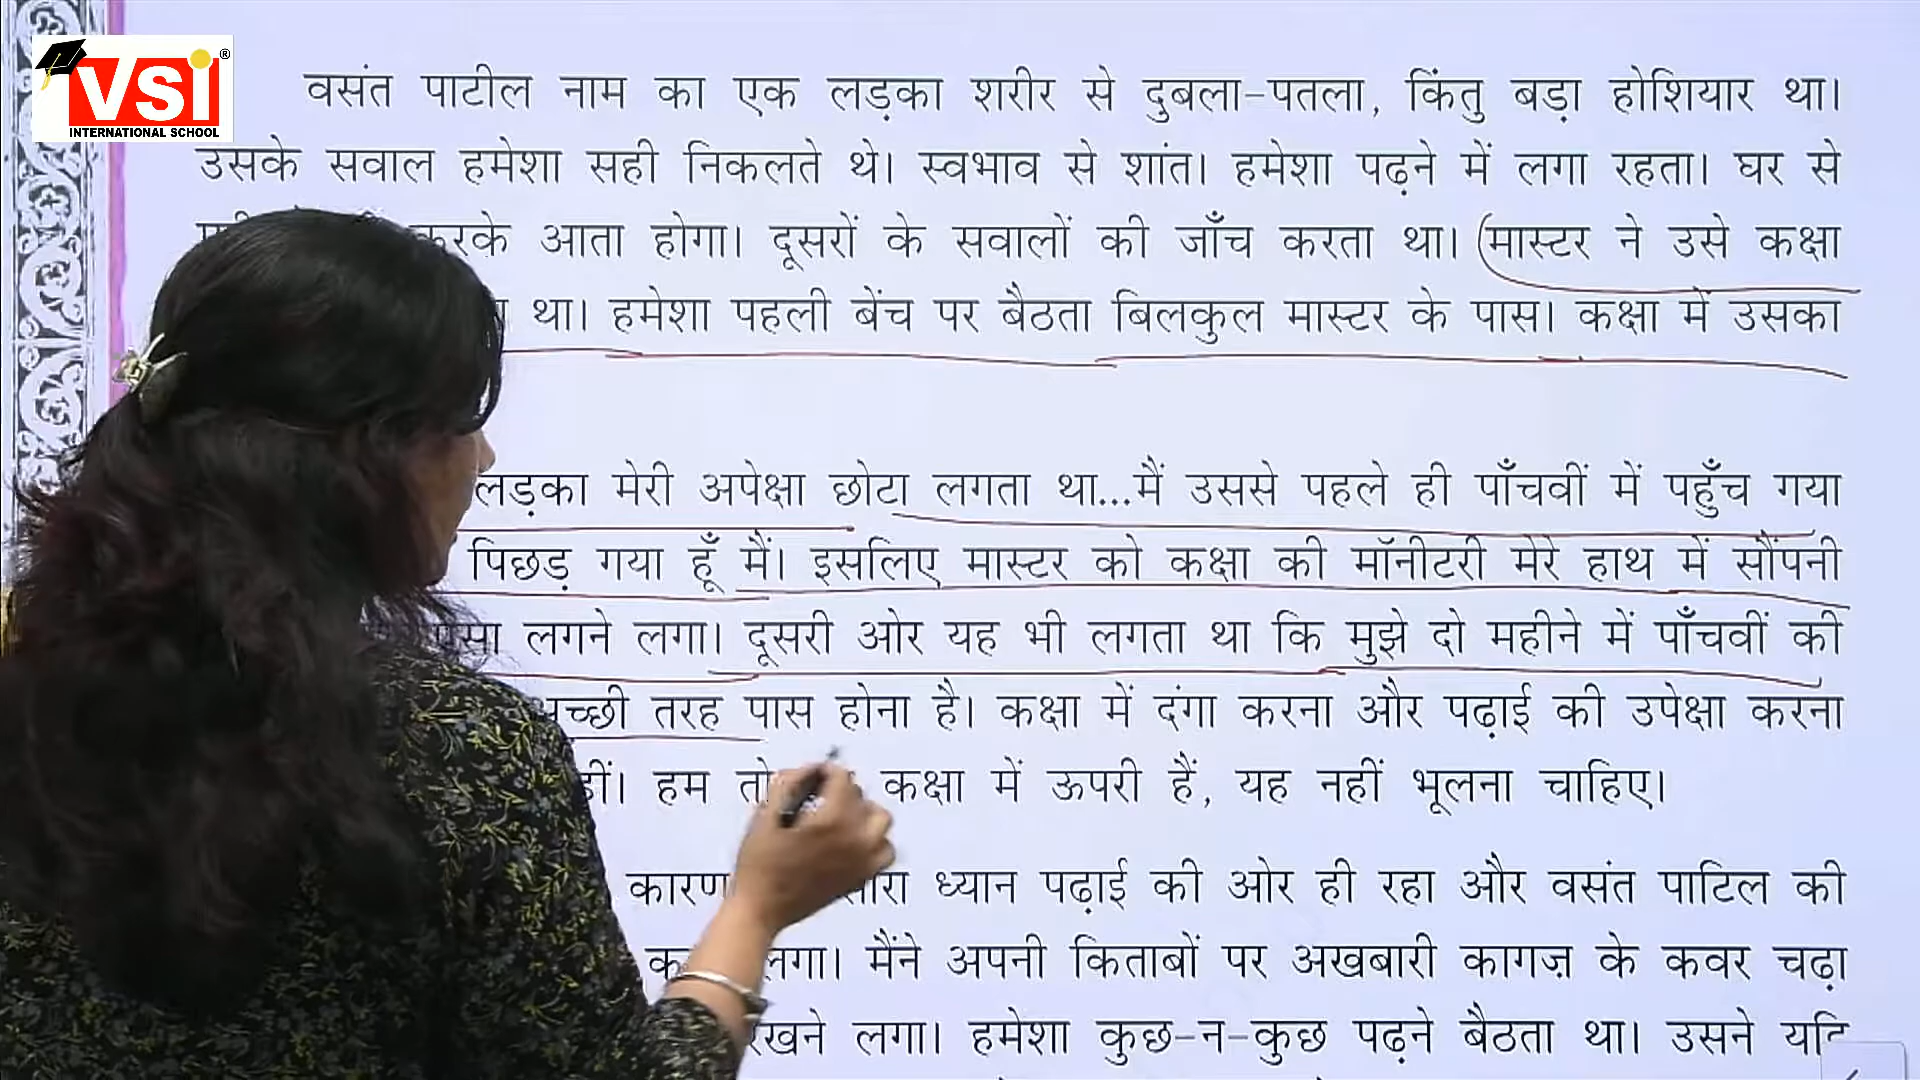 VSI
®
INTERNATIONAL SCHOOL
वसंत पाटील नाम का एक लड़का शरीर से दुबला-पतला, किंतु बड़ा होशियार था।
उसके सवाल हमेशा सही निकलते थे। स्वभाव से शांत। हमेशा पढ़ने में लगा रहता। घर से
करके आता होगा। दूसरों के सवालों की जाँच करता था। (मास्टर ने उसे कक्षा
था। हमेशा पहली बेंच पर बैठता बिलकुल मास्टर के पास। कक्षा में उसका
लड़का मेरी अपेक्षा छोटा लगता था...मैं उससे पहले ही पाँचवीं में पहुँच गया
पिछड़ गया हूँ मैं। इसलिए मास्टर को कक्षा की मॉनीटरी मेरे हाथ में सौंपनी
लगने लगा। दूसरी ओर यह भी लगता था कि मुझे दो महीने में पाँचवीं की
तरह पास होना है। कक्षा में दंगा करना और पढ़ाई की उपेक्षा करना
हम तो कक्षा में ऊपरी हैं, यह नहीं भूलना चाहिए।
कारण ध्यान पढ़ाई की ओर ही रहा और वसंत पाटिल की
लगा। मैंने अपनी किताबों पर अखबारी कागज़ के कवर चढ़ा
लगा। हमेशा कुछ-न-कुछ पढ़ने बैठता था। उसने यदि